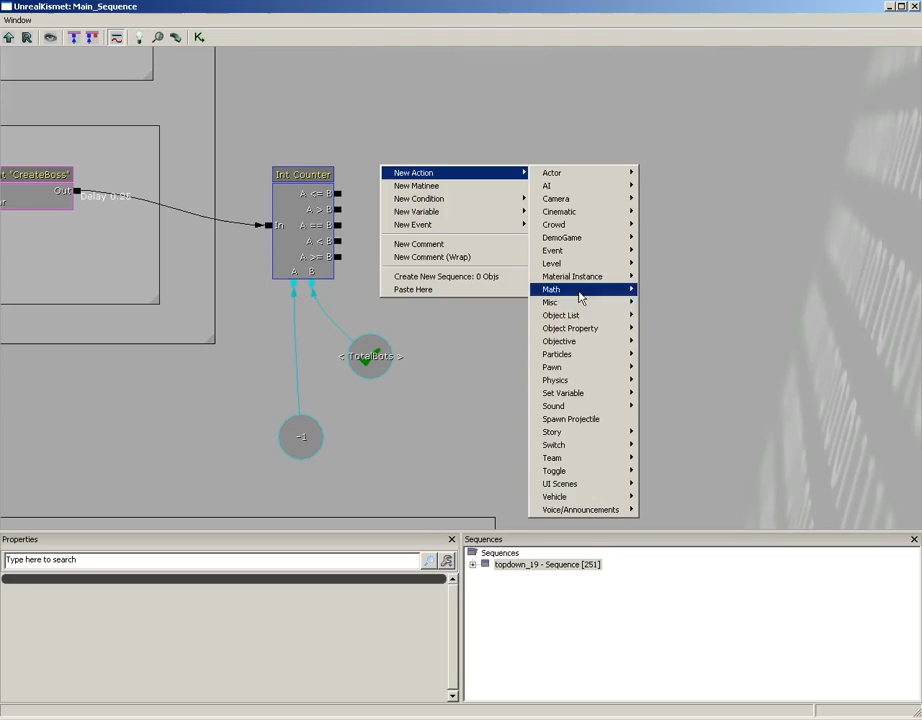 UnrealKismet: Main_Sequence
Window
t 'CreateBoss'
Out
ar
Delay 0.25
Int Counter
A <= B
A > B
In
A == B
A < B
A >= B
A B
< TotalBots >
-1
New Action
New Matinee
New Condition
New Variable
New Event
New Comment
New Comment (Wrap)
Create New Sequence: 0 Objs
Paste Here
Actor
AI
Camera
Cinematic
Crowd
DemoGame
Event
Level
Material Instance
Math
Misc
Object List
Object Property
Objective
Particles
Pawn
Physics
Set Variable
Sound
Spawn Projectile
Story
Switch
Team
Toggle
UI Scenes
Vehicle
Voice/Announcements
Properties
Type here to search
Sequences
Sequences
topdown_19 - Sequence [251]